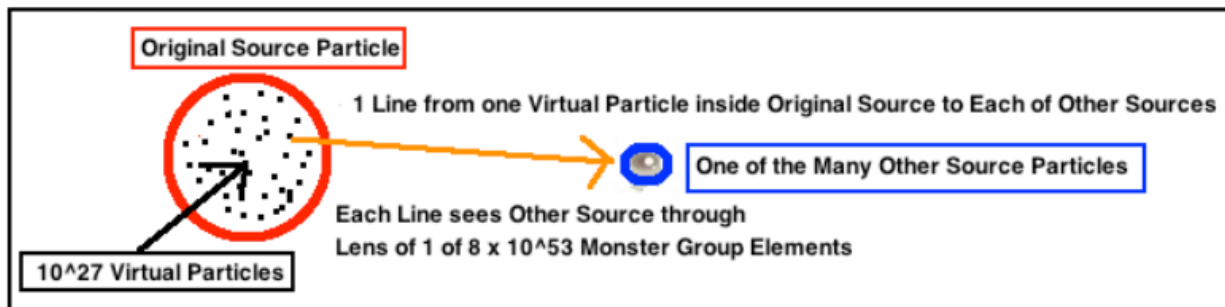 Original Source Particle
1 Line from one Virtual Particle inside Original Source to Each of Other Sources
One of the Many Other Source Particles
Each Line sees Other Source through
Lens of 1 of 8 x 10^53 Monster Group Elements
10^27 Virtual Particles